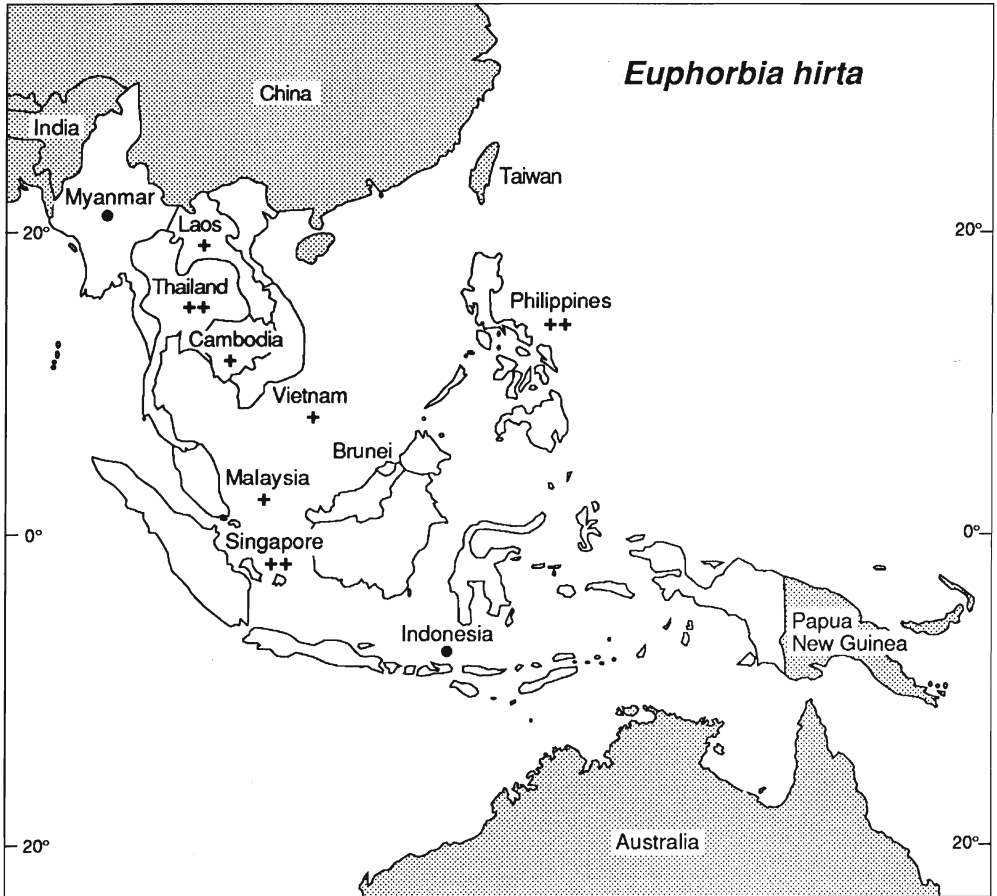 Euphorbia hirta
China
India
Taiwan
Myanmar
●
Laos
+
20°
20°
Thailand
++
Philippines
++
Cambodia
+
Vietnam
+
Brunei
Malaysia
+
0°
0°
Singapore
++
Indonesia
●
Papua
New Guinea
Australia
20°
20°